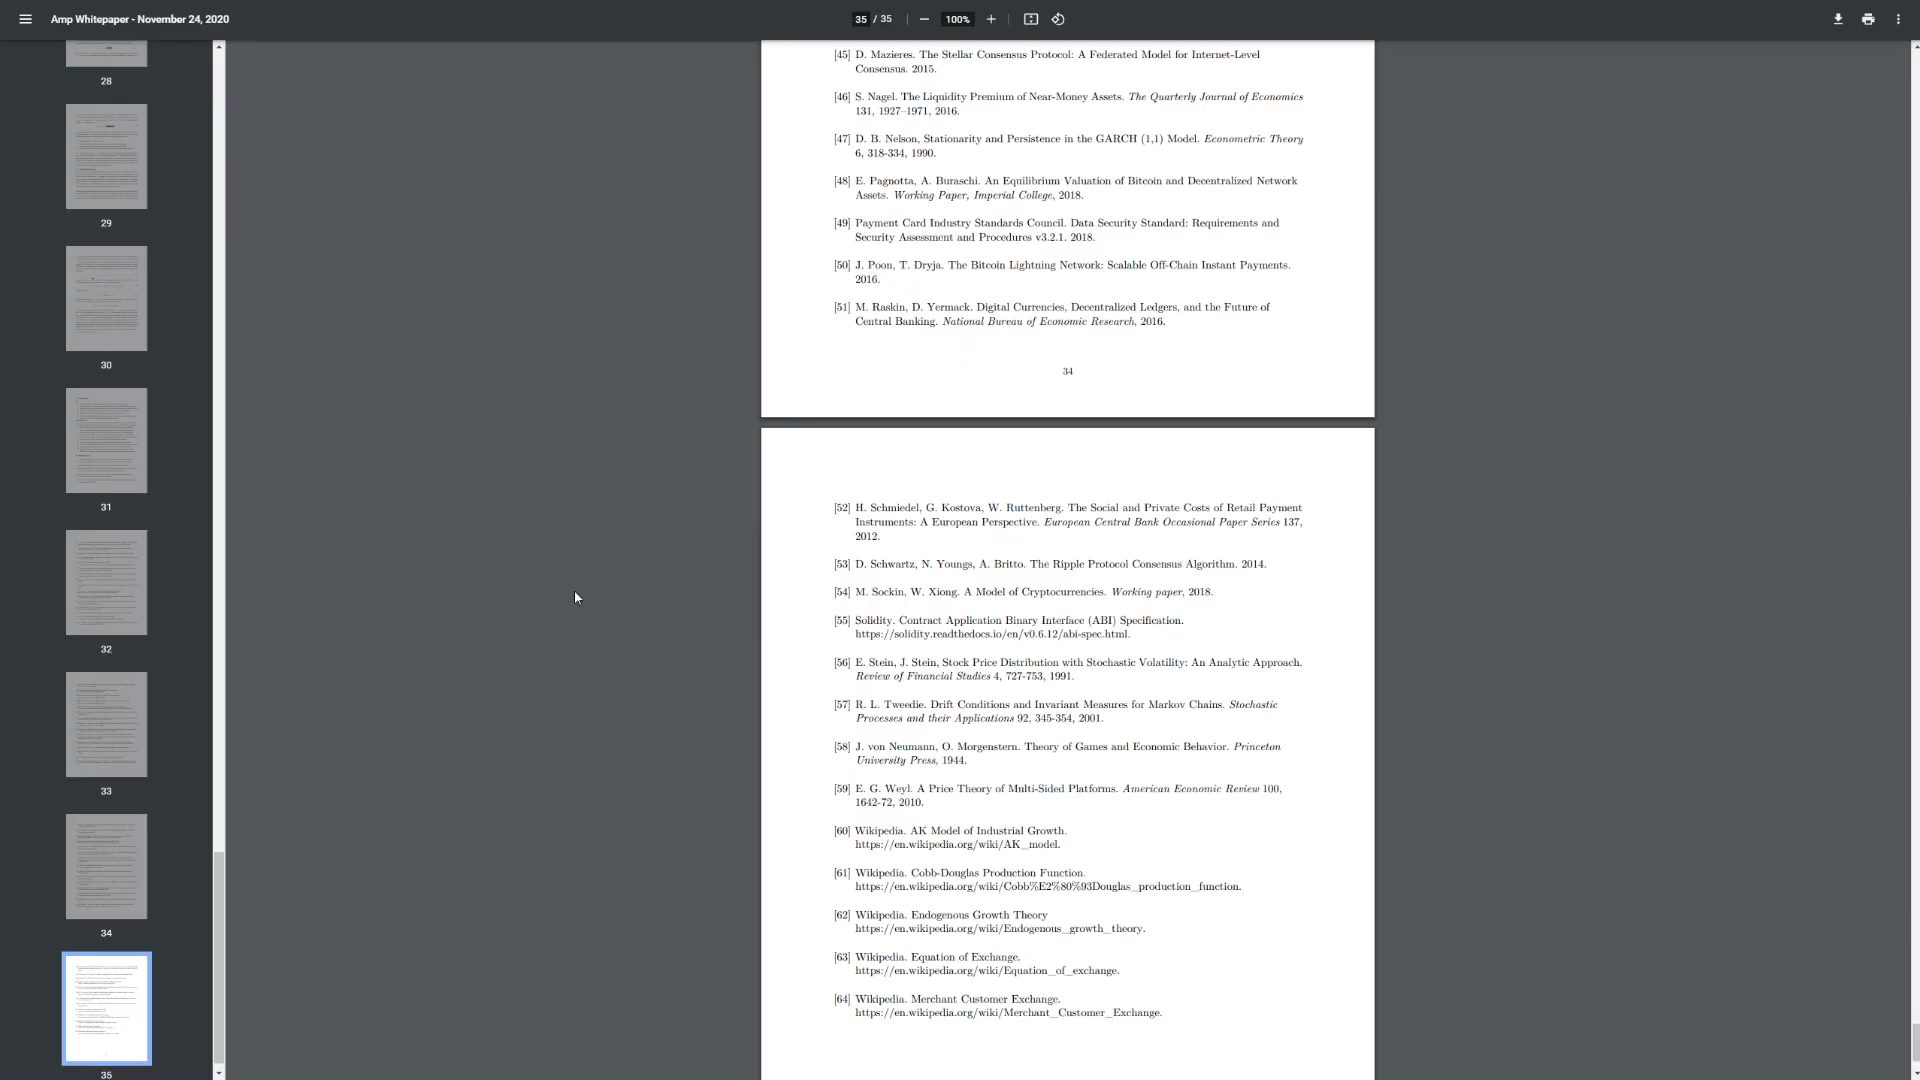 Amp Whitepaper - November 24, 2020
35 / 35
100%
28
29
30
31
32
33
34
35
[45] D. Mazieres. The Stellar Consensus Protocol: A Federated Model for Internet-Level
Consensus. 2015.
[46] S. Nagel. The Liquidity Premium of Near-Money Assets. The Quarterly Journal of Economics
131, 1927–1971, 2016.
[47] D. B. Nelson, Stationarity and Persistence in the GARCH (1,1) Model. Econometric Theory
6, 318-334, 1990.
[48] E. Pagnotta, A. Buraschi. An Equilibrium Valuation of Bitcoin and Decentralized Network
Assets. Working Paper, Imperial College, 2018.
[49] Payment Card Industry Standards Council. Data Security Standard: Requirements and
Security Assessment and Procedures v3.2.1. 2018.
[50] J. Poon, T. Dryja. The Bitcoin Lightning Network: Scalable Off-Chain Instant Payments.
2016.
[51] M. Raskin, D. Yermack. Digital Currencies, Decentralized Ledgers, and the Future of
Central Banking. National Bureau of Economic Research, 2016.
34
[52] H. Schmiedel, G. Kostova, W. Ruttenberg. The Social and Private Costs of Retail Payment
Instruments: A European Perspective. European Central Bank Occasional Paper Series 137,
2012.
[53] D. Schwartz, N. Youngs, A. Britto. The Ripple Protocol Consensus Algorithm. 2014.
[54] M. Sockin, W. Xiong. A Model of Cryptocurrencies. Working paper, 2018.
[55] Solidity. Contract Application Binary Interface (ABI) Specification.
https://solidity.readthedocs.io/en/v0.6.12/abi-spec.html.
[56] E. Stein, J. Stein, Stock Price Distribution with Stochastic Volatility: An Analytic Approach.
Review of Financial Studies 4, 727-753, 1991.
[57] R. L. Tweedie. Drift Conditions and Invariant Measures for Markov Chains. Stochastic
Processes and their Applications 92, 345-354, 2001.
[58] J. von Neumann, O. Morgenstern. Theory of Games and Economic Behavior. Princeton
University Press, 1944.
[59] E. G. Weyl. A Price Theory of Multi-Sided Platforms. American Economic Review 100,
1642-72, 2010.
[60] Wikipedia. AK Model of Industrial Growth.
https://en.wikipedia.org/wiki/AK_model.
[61] Wikipedia. Cobb-Douglas Production Function.
https://en.wikipedia.org/wiki/Cobb%E2%80%93Douglas_production_function.
[62] Wikipedia. Endogenous Growth Theory
https://en.wikipedia.org/wiki/Endogenous_growth_theory.
[63] Wikipedia. Equation of Exchange.
https://en.wikipedia.org/wiki/Equation_of_exchange.
[64] Wikipedia. Merchant Customer Exchange.
https://en.wikipedia.org/wiki/Merchant_Customer_Exchange.